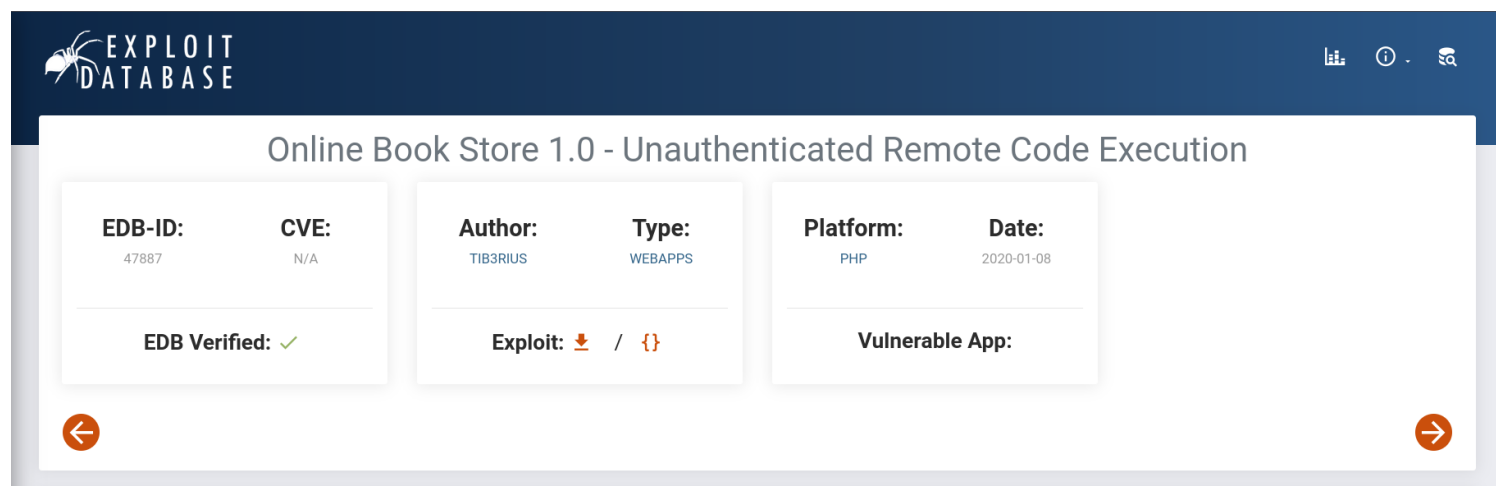 EXPLOIT
DATABASE
Online Book Store 1.0 - Unauthenticated Remote Code Execution
EDB-ID:
47887
CVE:
N/A
Author:
TIB3RIUS
Type:
WEBAPPS
Platform:
PHP
Date:
2020-01-08
EDB Verified:
Exploit: / {}
Vulnerable App: